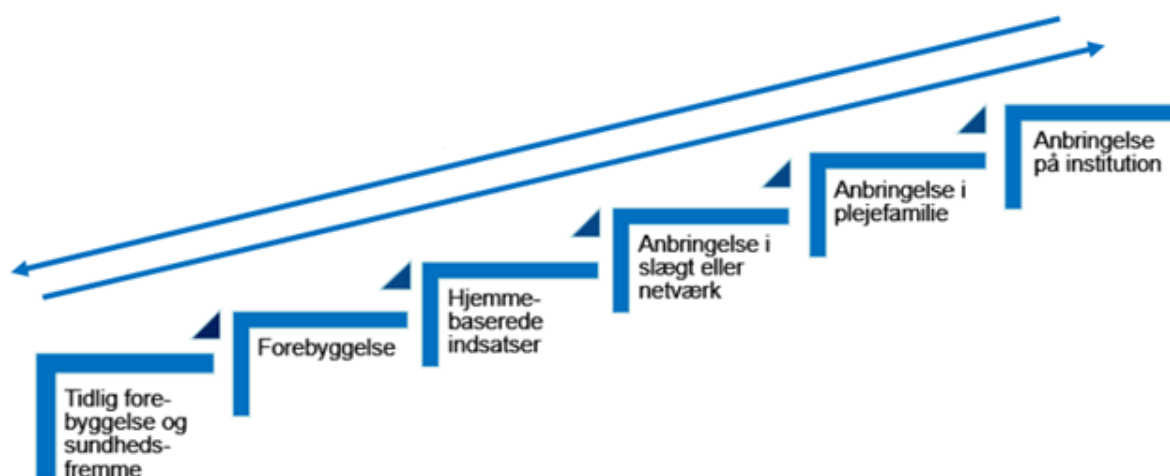 Tidlig fore-
byggelse og
sundheds-
fremme
Forebyggelse
Hjemme-
baserede
indsatser
Anbringelse i
slægt eller
netværk
Anbringelse i
plejefamilie
Anbringelse
på institution